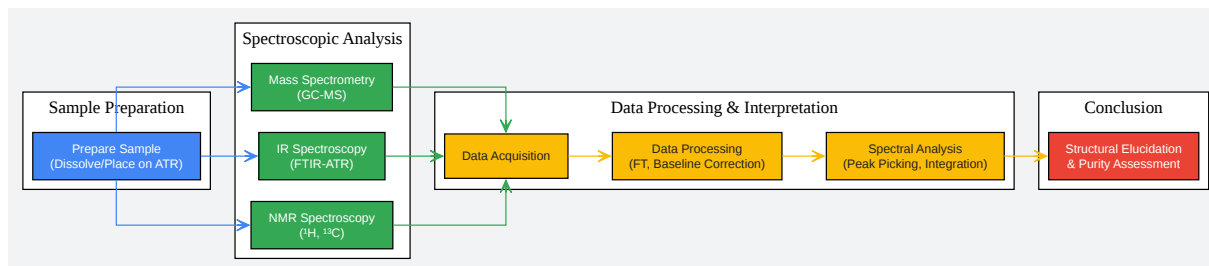 Sample Preparation
Prepare Sample
(Dissolve/Place on ATR)
Spectroscopic Analysis
Mass Spectrometry
(GC-MS)
IR Spectroscopy
(FTIR-ATR)
NMR Spectroscopy
(¹H, ¹³C)
Data Processing & Interpretation
Data Acquisition
Data Processing
(FT, Baseline Correction)
Spectral Analysis
(Peak Picking, Integration)
Conclusion
Structural Elucidation
& Purity Assessment